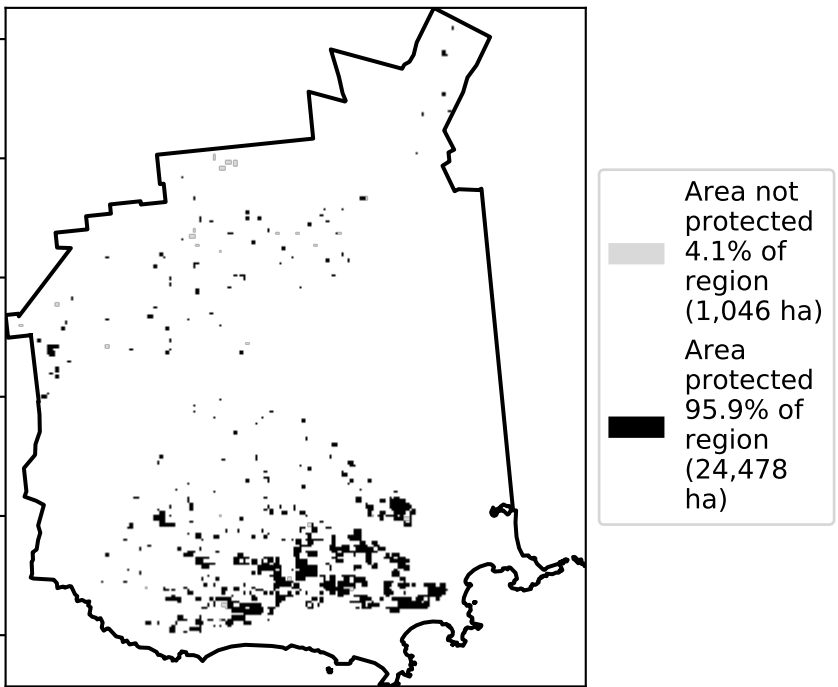 Area not
protected
4.1% of
region
(1,046 ha)
Area
protected
95.9% of
region
(24,478
ha)